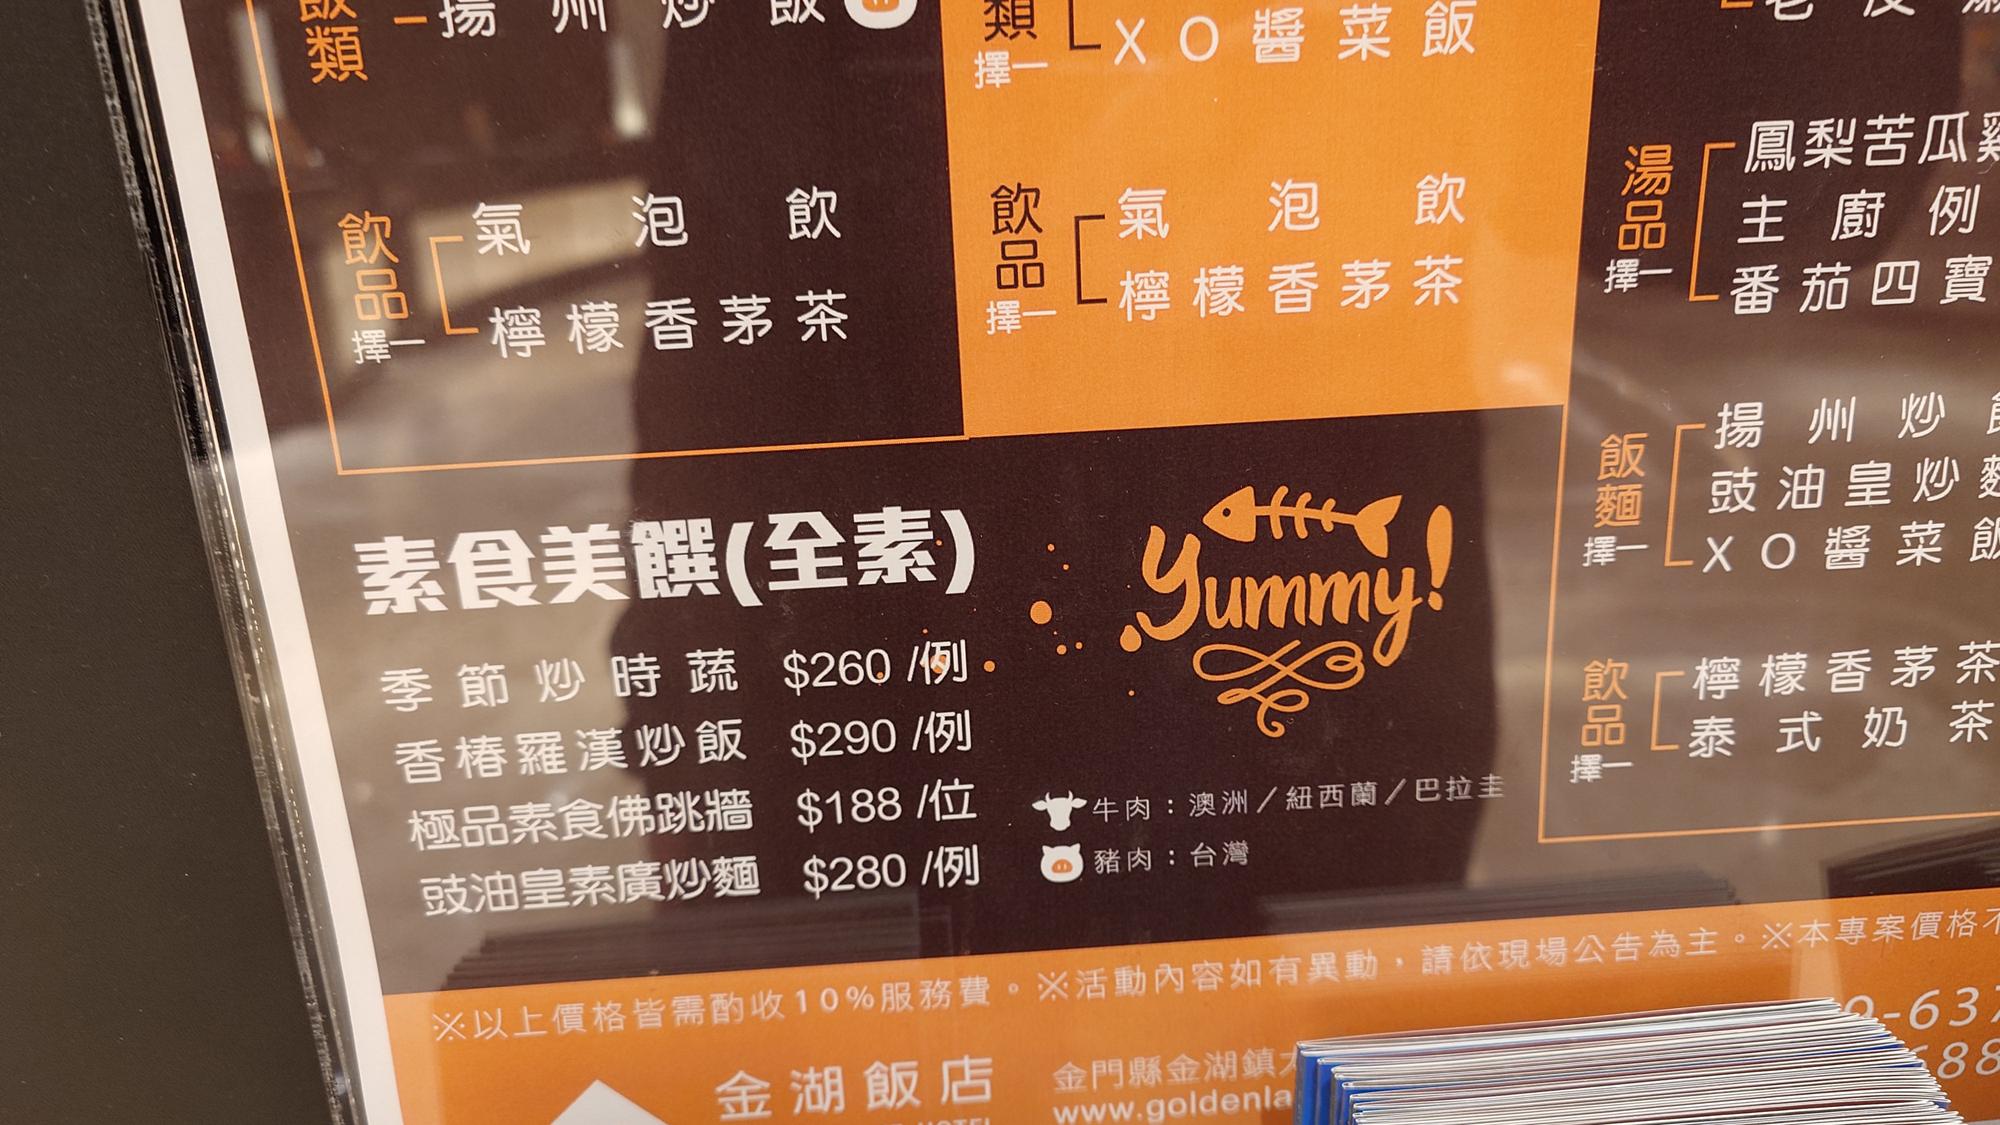 飯類
揚州炒飯
飲品
擇一
氣泡飲
檸檬香茅茶
類
擇一
XO醬菜飯
飲品
擇一
氣泡飲
檸檬香茅茶
湯品
擇一
鳳梨苦瓜雞
主廚例
番茄四寶
飯麵
擇一
揚州炒
豉油皇炒
XO醬菜飯
飲品
擇一
檸檬香茅茶
泰式奶茶
素食美饌(全素)
季節炒時蔬 $260 /例
香椿羅漢炒飯 $290 /例
極品素食佛跳牆 $188 /位
豉油皇素廣炒麵 $280 /例
Yummy!
牛肉：澳洲／紐西蘭／巴拉圭
豬肉：台灣
※以上價格皆需酌收10%服務費。※活動內容如有異動，請依現場公告為主。※本專案價格不
金湖飯店
HOTEL
金門縣金湖鎮
www.goldenla
-637
688